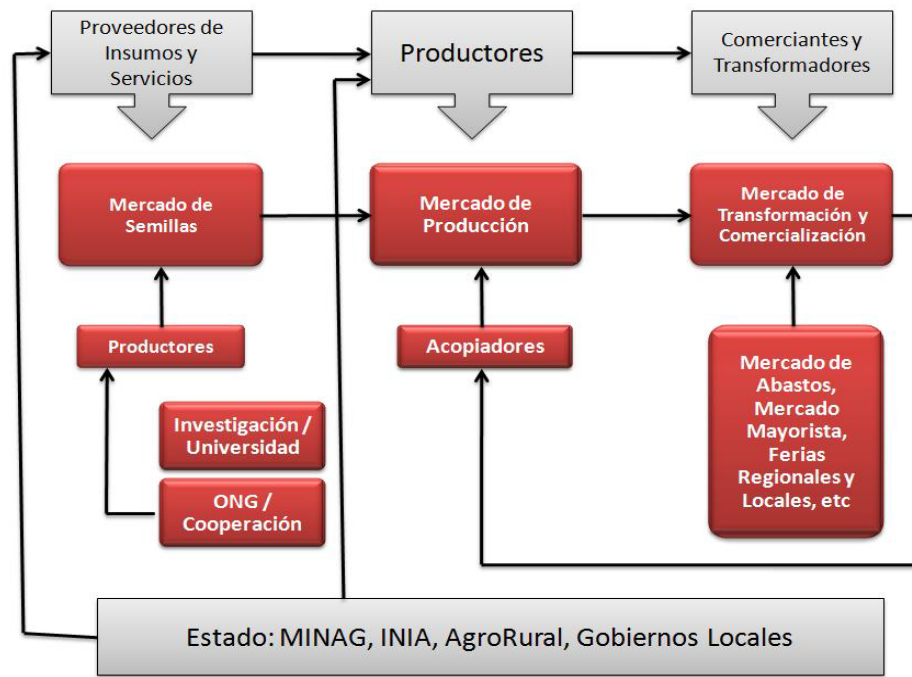 Proveedores de
Insumos y
Servicios
Productores
Comerciantes y
Transformadores
Mercado de
Semillas
Mercado de
Producción
Mercado de
Transformación y
Comercialización
Productores
Acopiadores
Mercado de
Abastos,
Mercado
Mayorista,
Ferias
Regionales y
Locales, etc
Investigación /
Universidad
ONG /
Cooperación
Estado: MINAG, INIA, AgroRural, Gobiernos Locales